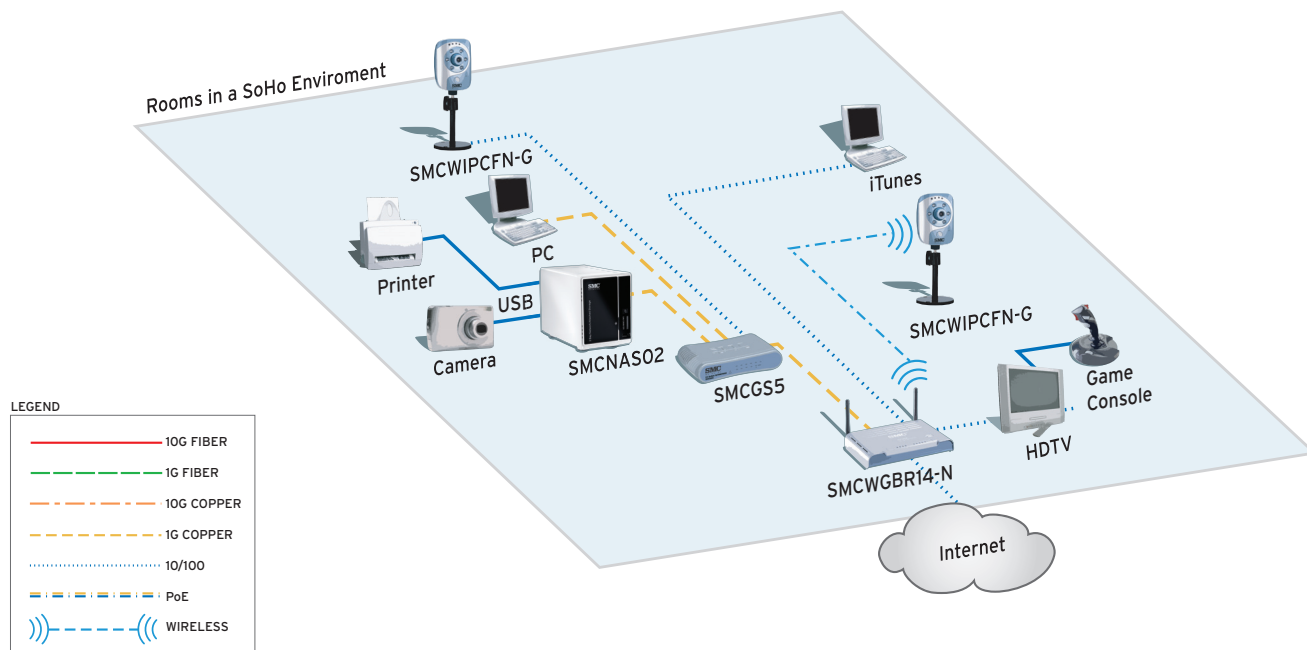 Rooms in a SoHo Enviroment
SMCWIPCFN-G
iTunes
PC
Printer
USB
SMCWIPCFN-G
SMC
Camera
SMCNAS02
SMCGS5
Game
Console
HDTV
SMCWGBR14-N
Internet
LEGEND
10G FIBER
1G FIBER
10G COPPER
1G COPPER
10/100
PoE
WIRELESS